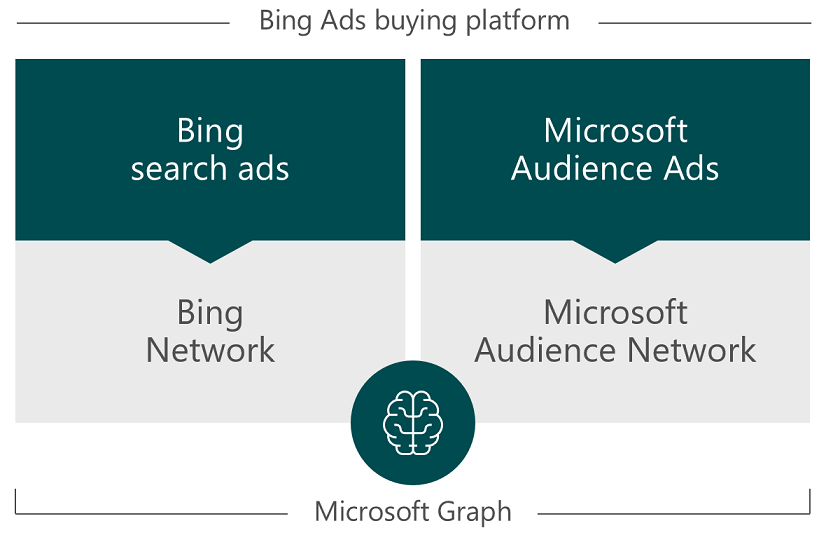 Bing Ads buying platform
Bing
search ads
Microsoft
Audience Ads
Bing
Network
Microsoft
Audience Network
Microsoft Graph